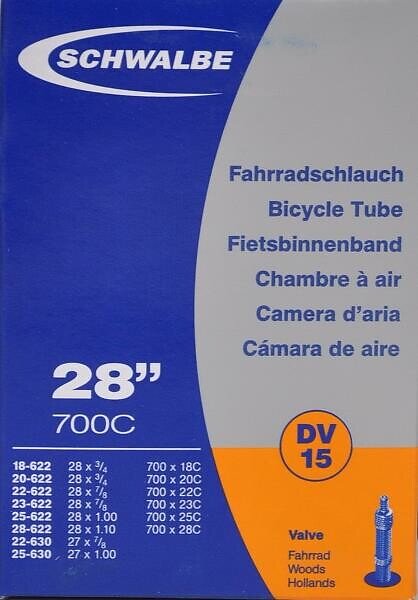 SCHWALBE
Fahrradschlauch
Bicycle Tube
Fietsbinnenband
Chambre à air
Camera d'aria
Cámara de aire
28”
700C
18-622 28 x 3/4 700 x 18C
20-622 28 x 3/4 700 x 20C
22-622 28 x 7/8 700 x 22C
23-622 28 x 7/8 700 x 23C
25-622 28 x 1.00 700 x 25C
28-622 28 x 1.10 700 x 28C
22-630 27 x 7/8
25-630 27 x 1.00
DV
15
Valve
Fahrrad
Woods
Hollands